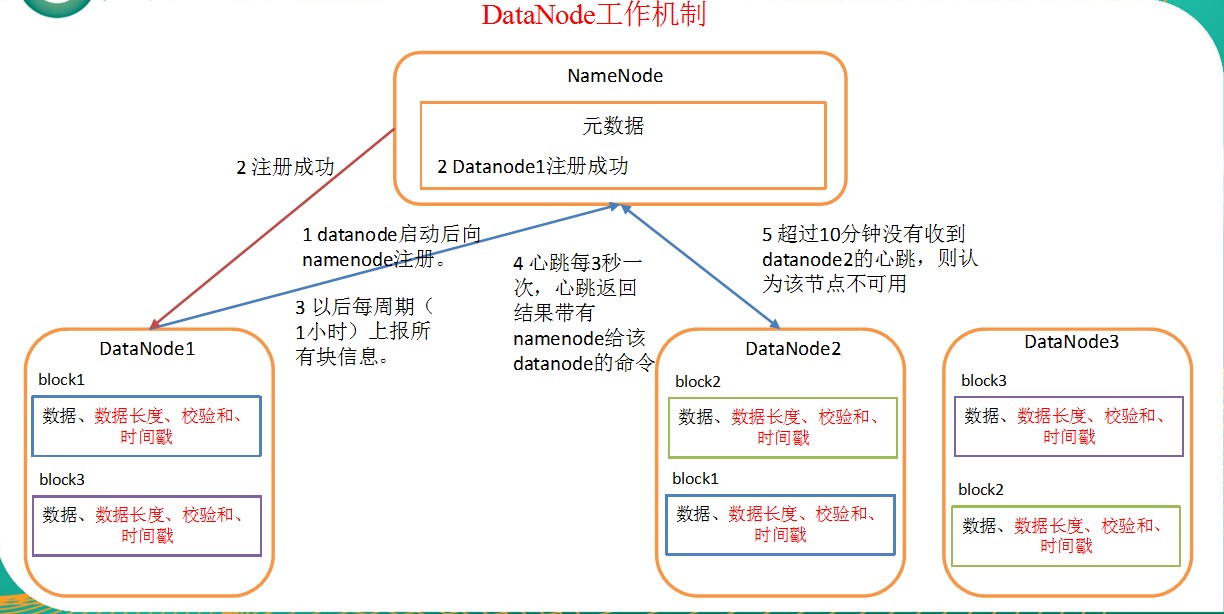 DataNode工作机制
NameNode
元数据
2 Datanode1注册成功
2 注册成功
1 datanode启动后向
namenode注册。
3 以后每周期（
1小时）上报所
有块信息。
4 心跳每3秒一
次，心跳返回
结果带有
namenode给该
datanode的命令
5 超过10分钟没有收到
datanode2的心跳，则认
为该节点不可用
DataNode1
block1
数据、数据长度、校验和、
时间戳
block3
数据、数据长度、校验和、
时间戳
DataNode2
block2
数据、数据长度、校验和、
时间戳
block1
数据、数据长度、校验和、
时间戳
DataNode3
block3
数据、数据长度、校验和、
时间戳
block2
数据、数据长度、校验和、
时间戳